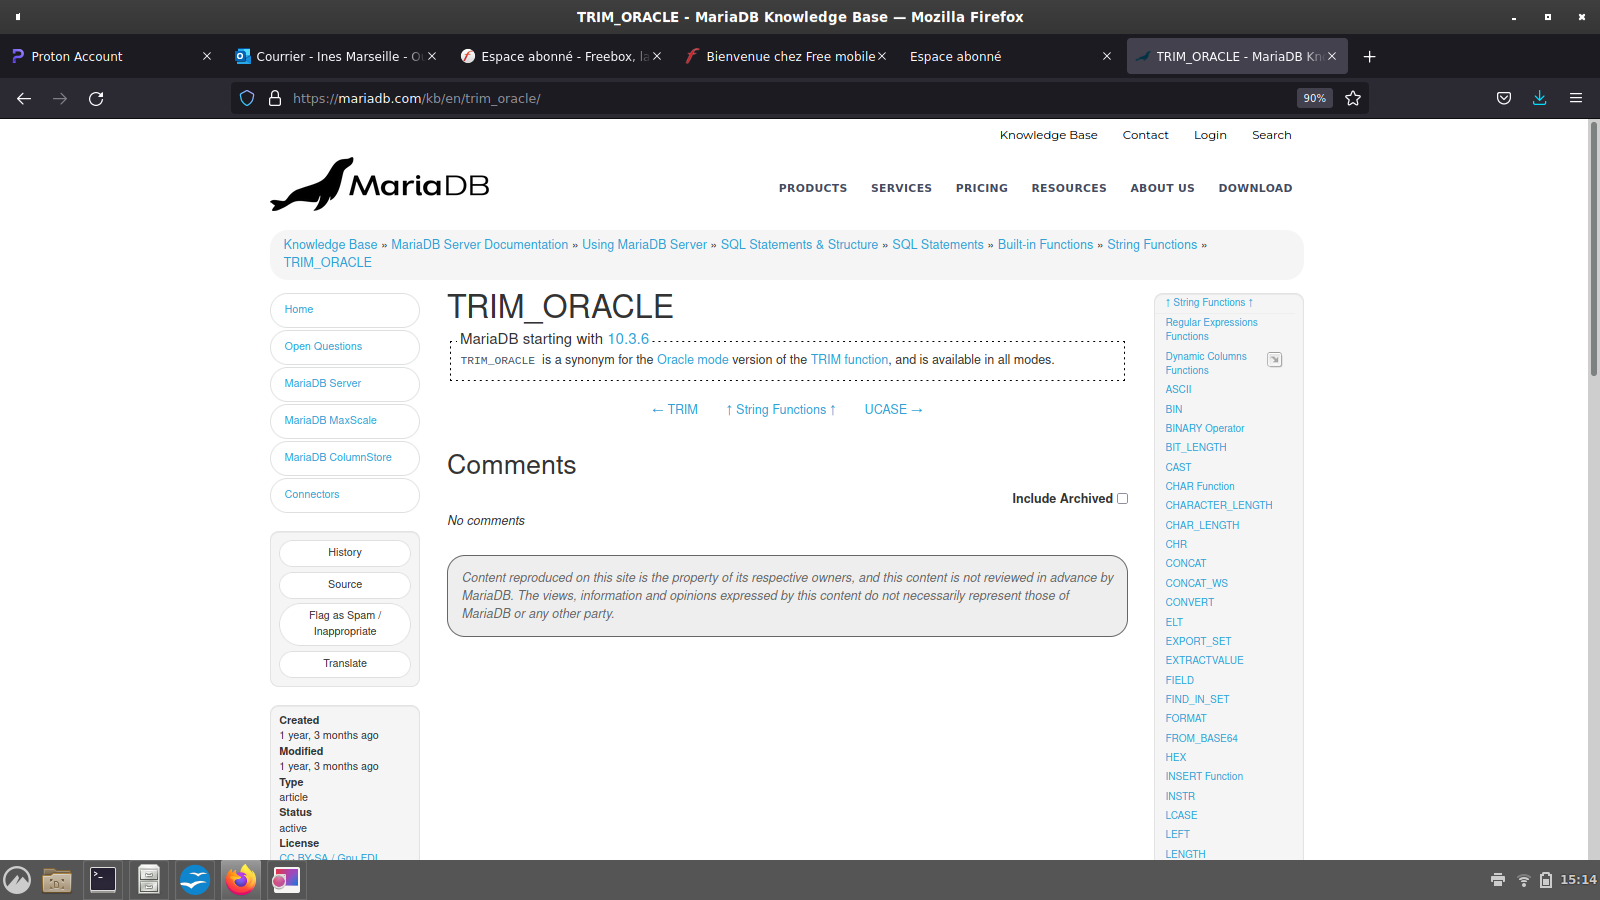 TRIM_ORACLE - MariaDB Knowledge Base — Mozilla Firefox
Proton Account
Courrier - Ines Marseille - O
Espace abonné - Freebox, la
Bienvenue chez Free mobile
Espace abonné
TRIM_ORACLE - MariaDB Kn
https://mariadb.com/kb/en/trim_oracle/
90%
Knowledge Base Contact Login Search
MariaDB
PRODUCTS SERVICES PRICING RESOURCES ABOUT US DOWNLOAD
Knowledge Base » MariaDB Server Documentation » Using MariaDB Server » SQL Statements & Structure » SQL Statements » Built-in Functions » String Functions »
TRIM_ORACLE
Home
Open Questions
MariaDB Server
MariaDB MaxScale
MariaDB ColumnStore
Connectors
History
Source
Flag as Spam /
Inappropriate
Translate
Created
1 year, 3 months ago
Modified
1 year, 3 months ago
Type
article
Status
active
License
CC BY-SA / Gnu FDL
TRIM_ORACLE
MariaDB starting with 10.3.6
TRIM_ORACLE is a synonym for the Oracle mode version of the TRIM function, and is available in all modes.
← TRIM ↑ String Functions ↑ UCASE →
Comments
Include Archived
No comments
Content reproduced on this site is the property of its respective owners, and this content is not reviewed in advance by
MariaDB. The views, information and opinions expressed by this content do not necessarily represent those of
MariaDB or any other party.
↑ String Functions ↑
Regular Expressions
Functions
Dynamic Columns
Functions
ASCII
BIN
BINARY Operator
BIT_LENGTH
CAST
CHAR Function
CHARACTER_LENGTH
CHAR_LENGTH
CHR
CONCAT
CONCAT_WS
CONVERT
ELT
EXPORT_SET
EXTRACTVALUE
FIELD
FIND_IN_SET
FORMAT
FROM_BASE64
HEX
INSERT Function
INSTR
LCASE
LEFT
LENGTH
15:14